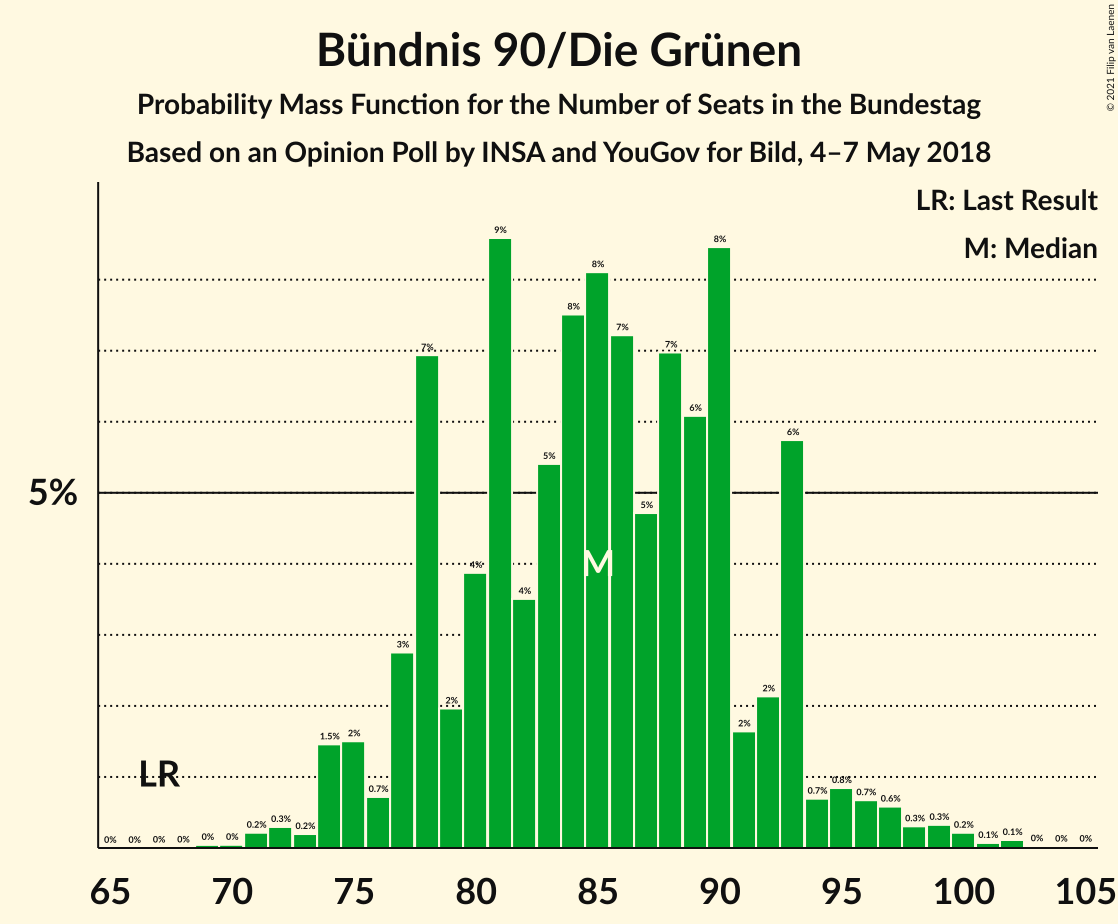 Bündnis 90/Die Grünen
Probability Mass Function for the Number of Seats in the Bundestag
Based on an Opinion Poll by INSA and YouGov for Bild, 4–7 May 2018
© 2021 Filip van Laenen
LR: Last Result
M: Median
5%
LR
M
0% 0% 0% 0% 0% 0% 0.2% 0.3% 0.2% 1.5% 2% 0.7% 3% 7% 2% 4% 9% 4% 5% 8% 8% 7% 5% 7% 6% 8% 2% 2% 6% 0.7% 0.8% 0.7% 0.6% 0.3% 0.3% 0.2% 0.1% 0.1% 0% 0% 0%
65 70 75 80 85 90 95 100 105